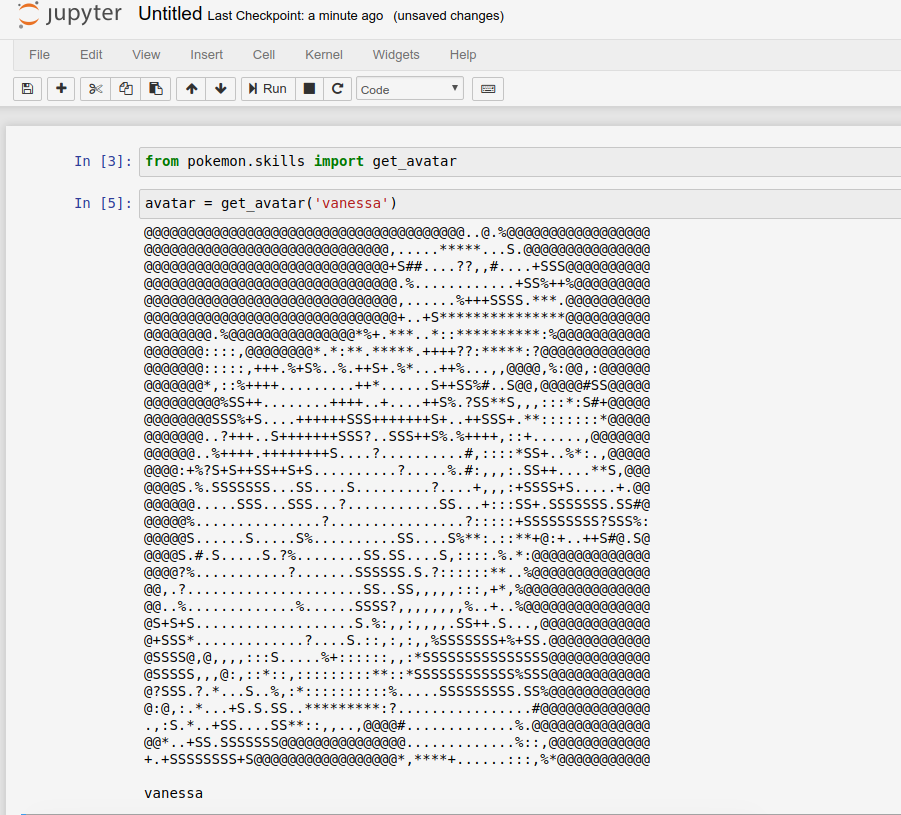 jupyter Untitled Last Checkpoint: a minute ago (unsaved changes)
File Edit View Insert Cell Kernel Widgets Help
Run Code
In [3]: from pokemon.skills import get_avatar
In [5]: avatar = get_avatar('vanessa')
@@@@@@@@@@@@@@@@@@@@@@@@@@@@@@@@@@@@@@..@.%@@@@@@@@@@@@@@@@@
@@@@@@@@@@@@@@@@@@@@@@@@@@@@@,.....*****...S.@@@@@@@@@@@@@@@
@@@@@@@@@@@@@@@@@@@@@@@@@@@@@+S##....??,,#....+SSS@@@@@@@@@@
@@@@@@@@@@@@@@@@@@@@@@@@@@@@@@.%............+SS%++%@@@@@@@@@
@@@@@@@@@@@@@@@@@@@@@@@@@@@@@@,......%+++SSSS.***.@@@@@@@@@@
@@@@@@@@@@@@@@@@@@@@@@@@@@@@@@+..+S***************@@@@@@@@@@
@@@@@@@@.%@@@@@@@@@@@@@@@*%+.***..*::**********:%@@@@@@@@@@@
@@@@@@@::::,@@@@@@@@*.*:**.*****.++++??:*****:?@@@@@@@@@@@@@
@@@@@@@:::::,+++.%+S%..%.++S+.%*...++%...,,@@@@,%:@@,:@@@@@@
@@@@@@@*,::%++++.........++*......S++SS%#..S@@,@@@@@#SS@@@@@
@@@@@@@@@%SS++........++++..+....++S%.?SS**S,,,:::*:S#+@@@@@
@@@@@@@@SSS%+S....++++++SSS+++++++S+..++SSS+.**:::::::*@@@@@
@@@@@@@..?+++..S+++++++SSS?..SSS++S%.%++++,::+......,@@@@@@@
@@@@@@..%++++.++++++++S....?..........#,::::*SS+..%*:.,@@@@@
@@@@:+%?S+S++SS++S+S..........?.....%.#:,,,:.SS++....**S,@@@
@@@@S.%.SSSSSSS...SS....S.........?....+,,,:+SSSS+S.....+.@@
@@@@@@.....SSS...SSS...?...........SS...+:::SS+.SSSSSSS.SS#@
@@@@@%...............?................?:::::+SSSSSSSSS?SSS%:
@@@@@S......S.....S%..........SS....S%**:.::**+@:+..++S#@.S@
@@@@S.#.S.....S.?%........SS.SS....S,::::.%.*:@@@@@@@@@@@@@@
@@@@?%...........?.......SSSSSS.S.?::::::**..%@@@@@@@@@@@@@@
@@,.?.....................SS..SS,,,,,:::,+*,%@@@@@@@@@@@@@@@
@@..%.............%......SSSS?,,,,,,,,%..+..%@@@@@@@@@@@@@@@
@S+S+S...................S.%:,,:,,,,.SS++.S...,@@@@@@@@@@@@@
@+SSS*.............?....S.::,:,:,,%SSSSSSS+%+SS.@@@@@@@@@@@@
@SSSS@,@,,,,:::S.....%+::::::,,:*SSSSSSSSSSSSSSS@@@@@@@@@@@@
@SSSSS,,,@:,::*::,:::::::::**::*SSSSSSSSSSSS%SSS@@@@@@@@@@@@
@?SSS.?.*...S..%,:*::::::::::%.....SSSSSSSSS.SS%@@@@@@@@@@@@
@:@,:.*...+S.S.SS..*********:?................#@@@@@@@@@@@@@
.,:S.*..+SS....SS**::,,..,@@@@#.............%.@@@@@@@@@@@@@@
@@*..+SS.SSSSSSS@@@@@@@@@@@@@@@.............%::,@@@@@@@@@@@@
+.+SSSSSSSS+S@@@@@@@@@@@@@@@@@*,****+......:::,%*@@@@@@@@@@@
vanessa